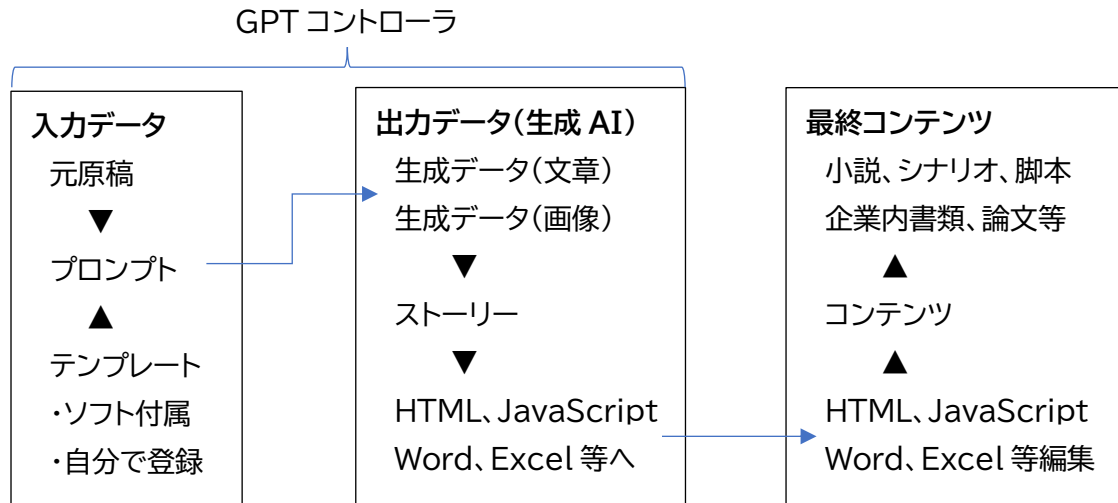 GPT コントローラ
入力データ
元原稿
▼
プロンプト
▲
テンプレート
・ソフト付属
・自分で登録
出力データ(生成 AI)
生成データ(文章)
生成データ(画像)
▼
ストーリー
▼
HTML、JavaScript
Word、Excel 等へ
最終コンテンツ
小説、シナリオ、脚本
企業内書類、論文等
▲
コンテンツ
▲
HTML、JavaScript
Word、Excel 等編集